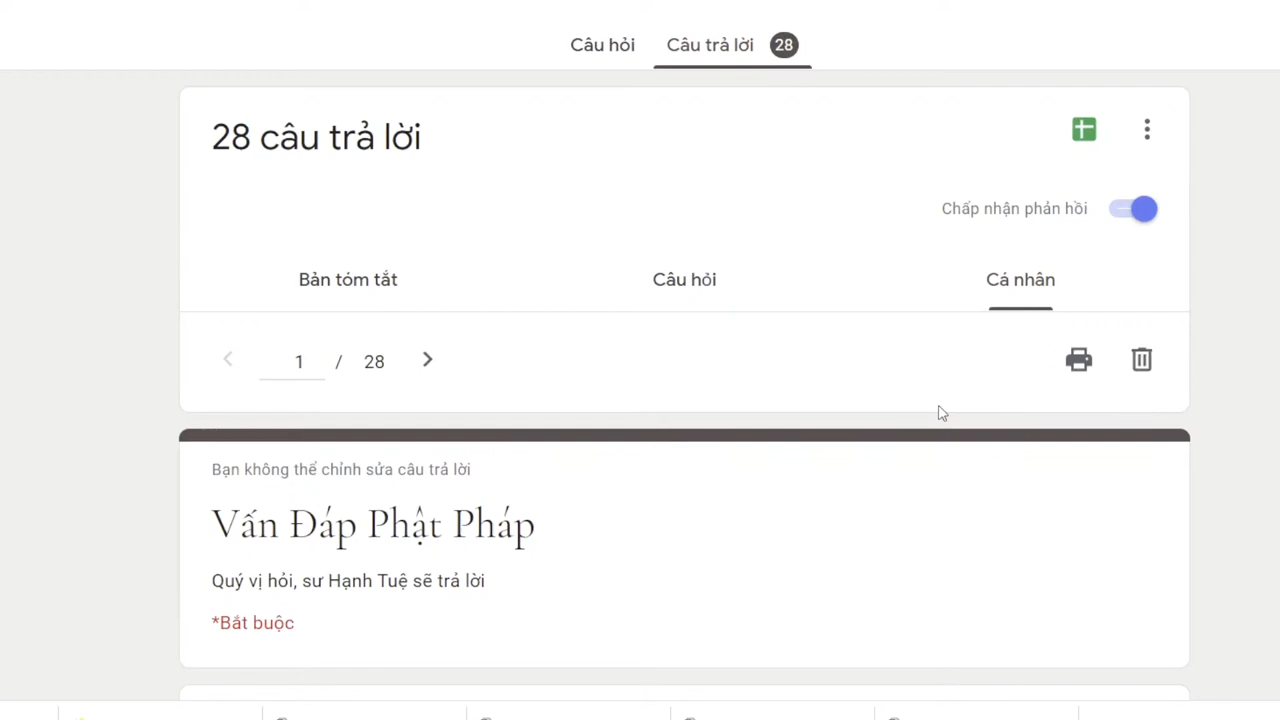 Câu hỏi Câu trả lời 28
28 câu trả lời
Chấp nhận phản hồi
Bản tóm tắt Câu hỏi Cá nhân
1 / 28
Bạn không thể chỉnh sửa câu trả lời
Vấn Đáp Phật Pháp
Quý vị hỏi, sư Hạnh Tuệ sẽ trả lời
*Bắt buộc